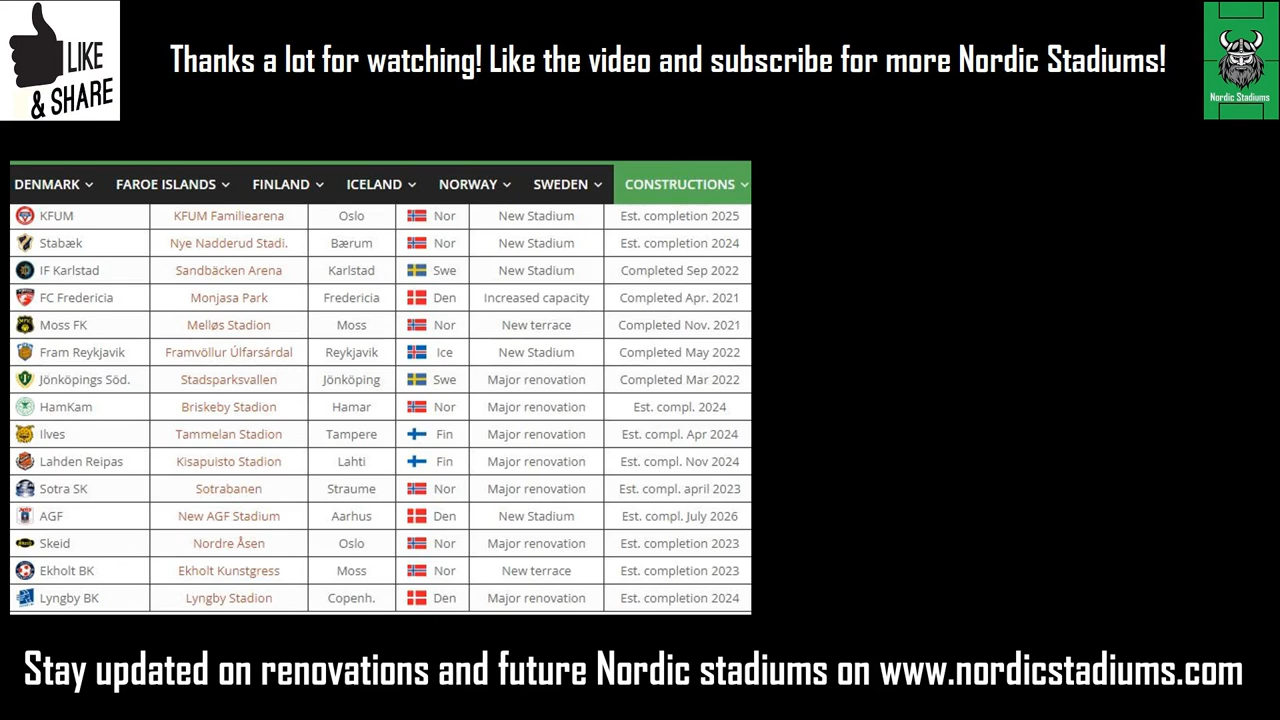 LIKE
& SHARE
Thanks a lot for watching! Like the video and subscribe for more Nordic Stadiums!
Nordic Stadiums
DENMARK FAROE ISLANDS FINLAND ICELAND NORWAY SWEDEN CONSTRUCTIONS
KFUM KFUM Familiearena Oslo Nor New Stadium Est. completion 2025
Stabæk Nye Nadderud Stadi. Bærum Nor New Stadium Est. completion 2024
IF Karlstad Sandbäcken Arena Karlstad Swe New Stadium Completed Sep 2022
FC Fredericia Monjasa Park Fredericia Den Increased capacity Completed Apr. 2021
Moss FK Melløs Stadion Moss Nor New terrace Completed Nov. 2021
Fram Reykjavik Framvöllur Úlfarsárdal Reykjavik Ice New Stadium Completed May 2022
Jönköpings Söd. Stadsparksvallen Jönköping Swe Major renovation Completed Mar 2022
HamKam Briskeby Stadion Hamar Nor Major renovation Est. compl. 2024
Ilves Tammelan Stadion Tampere Fin Major renovation Est. compl. Apr 2024
Lahden Reipas Kisapuisto Stadion Lahti Fin Major renovation Est. compl. Nov 2024
Sotra SK Sotrabanen Straume Nor Major renovation Est. compl. april 2023
AGF New AGF Stadium Aarhus Den New Stadium Est. compl. July 2026
Skeid Nordre Åsen Oslo Nor Major renovation Est. completion 2023
Ekholt BK Ekholt Kunstgress Moss Nor New terrace Est. completion 2023
Lyngby BK Lyngby Stadion Copenh. Den Major renovation Est. completion 2024
Stay updated on renovations and future Nordic stadiums on www.nordicstadiums.com